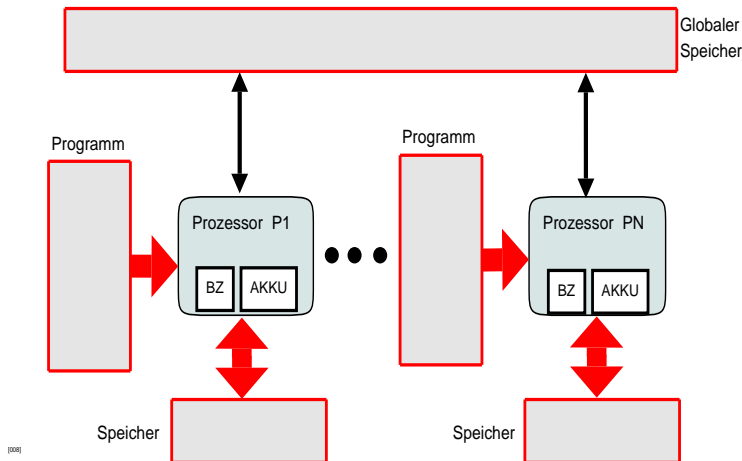 Globaler
Speicher
Programm
Programm
Prozessor P1
Prozessor PN
BZ
AKKU
BZ
AKKU
Speicher
Speicher
[008]